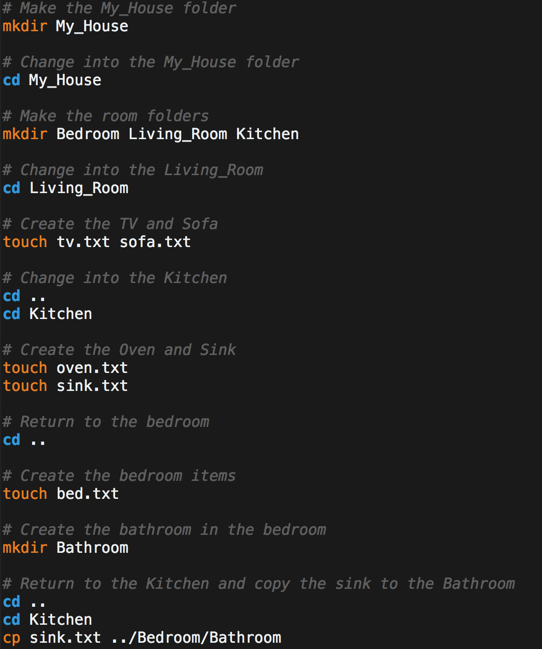 # Make the My_House folder
mkdir My_House
# Change into the My_House folder
cd My_House
# Make the room folders
mkdir Bedroom Living_Room Kitchen
# Change into the Living_Room
cd Living_Room
# Create the TV and Sofa
touch tv.txt sofa.txt
# Change into the Kitchen
cd ..
cd Kitchen
# Create the Oven and Sink
touch oven.txt
touch sink.txt
# Return to the bedroom
cd ..
# Create the bedroom items
touch bed.txt
# Create the bathroom in the bedroom
mkdir Bathroom
# Return to the Kitchen and copy the sink to the Bathroom
cd ..
cd Kitchen
cp sink.txt ../Bedroom/Bathroom